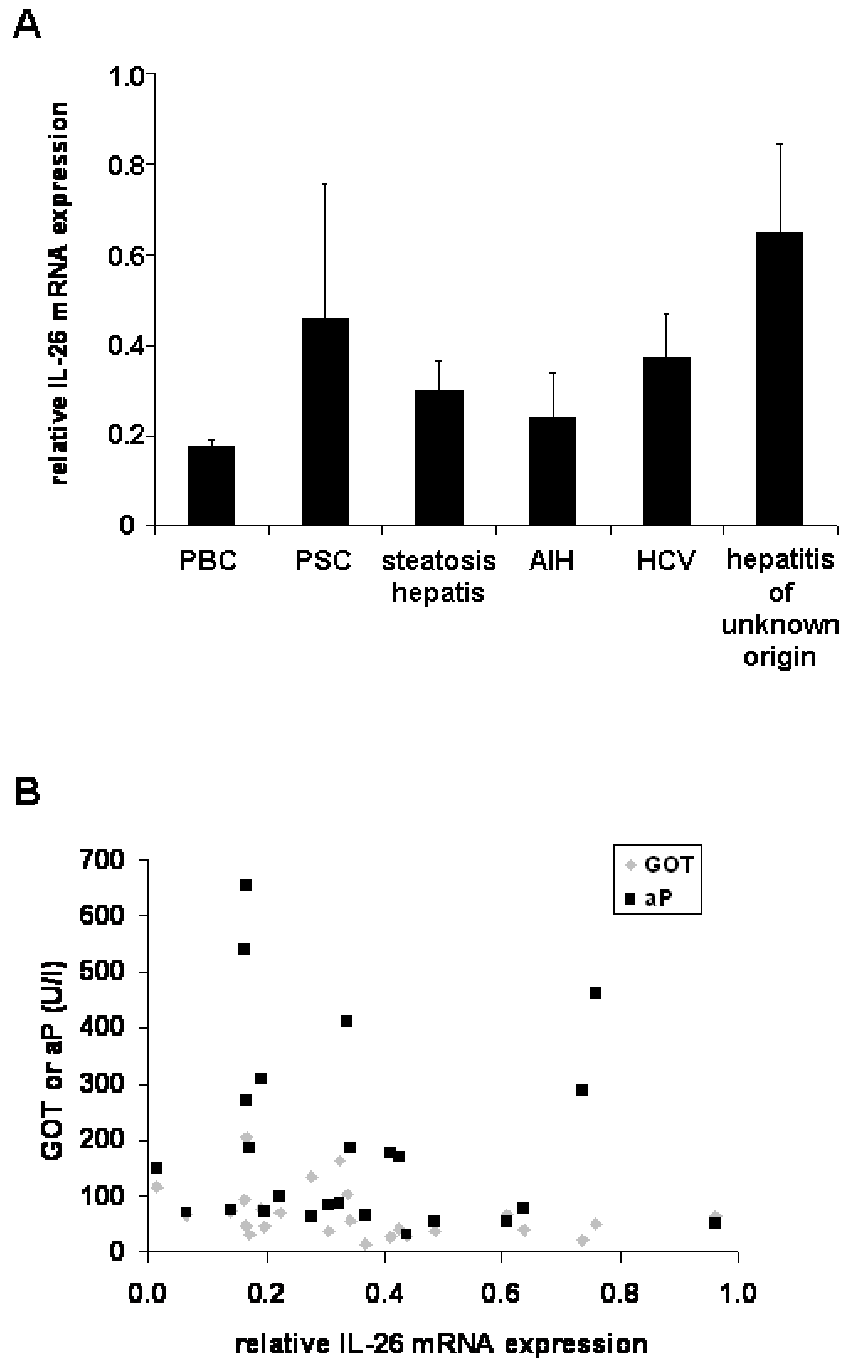 A
relative IL-26 mRNA expression
1.0
0.8
0.6
0.4
0.2
0
PBC
PSC
steatosis
hepatis
AIH
HCV
hepatitis
of
unknown
origin
B
GOT or aP (U/l)
700
600
500
400
300
200
100
0
GOT
aP
0.0
0.2
0.4
0.6
0.8
1.0
relative IL-26 mRNA expression